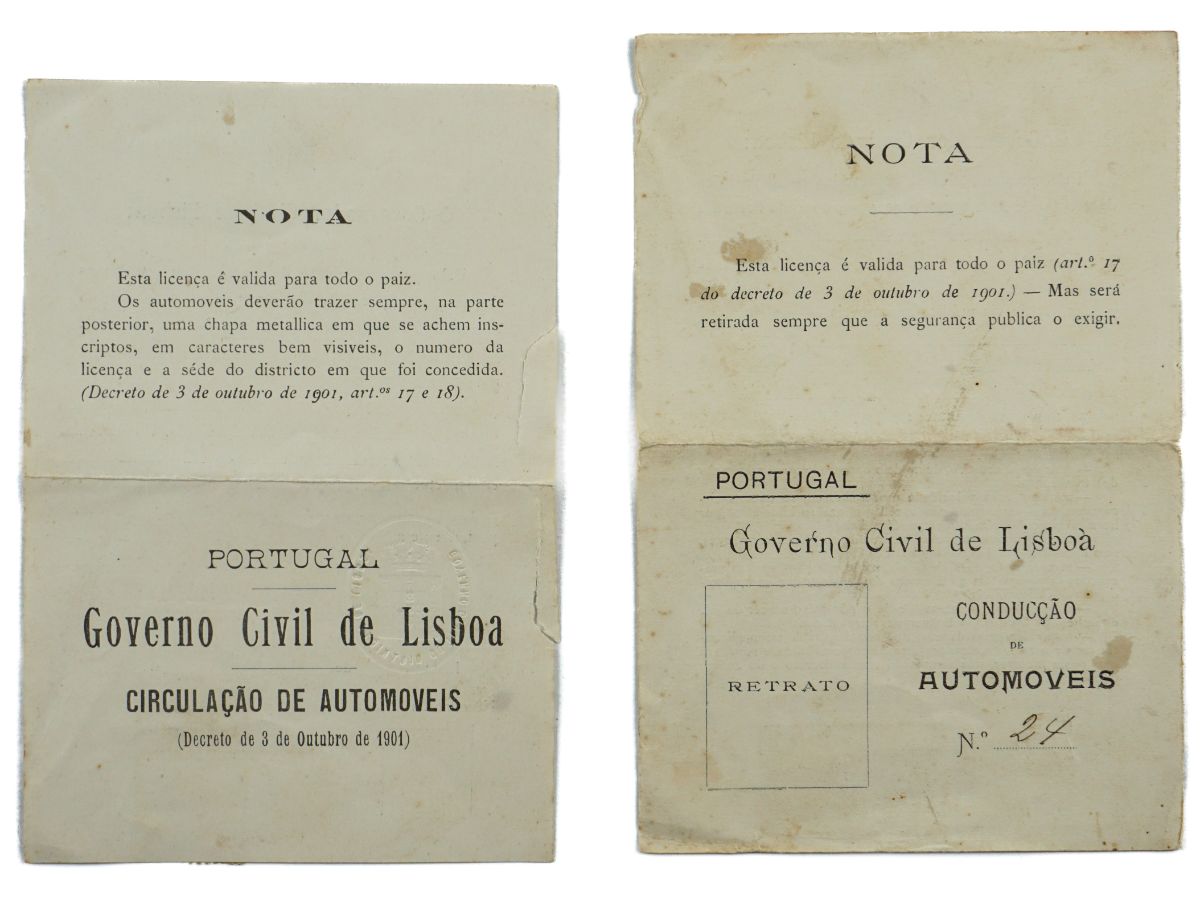 NOTA
Esta licença é valida para todo o paiz.
Os automoveis deverão trazer sempre, na parte
posterior, uma chapa metallica em que se achem ins-
criptos, em caracteres bem visiveis, o numero da
licença e a séde do districto em que foi concedida.
(Decreto de 3 de outubro de 1901, art.os 17 e 18).
PORTUGAL
Governo Civil de Lisboa
CIRCULAÇÃO DE AUTOMOVEIS
(Decreto de 3 de Outubro de 1901)
NOTA
Esta licença é valida para todo o paiz (art.º 17
do decreto de 3 de outubro de 1901.) — Mas será
retirada sempre que a segurança publica o exigir.
PORTUGAL
Governo Civil de Lisboa
RETRATO
CONDUCÇÃO
DE
AUTOMOVEIS
N.º 24